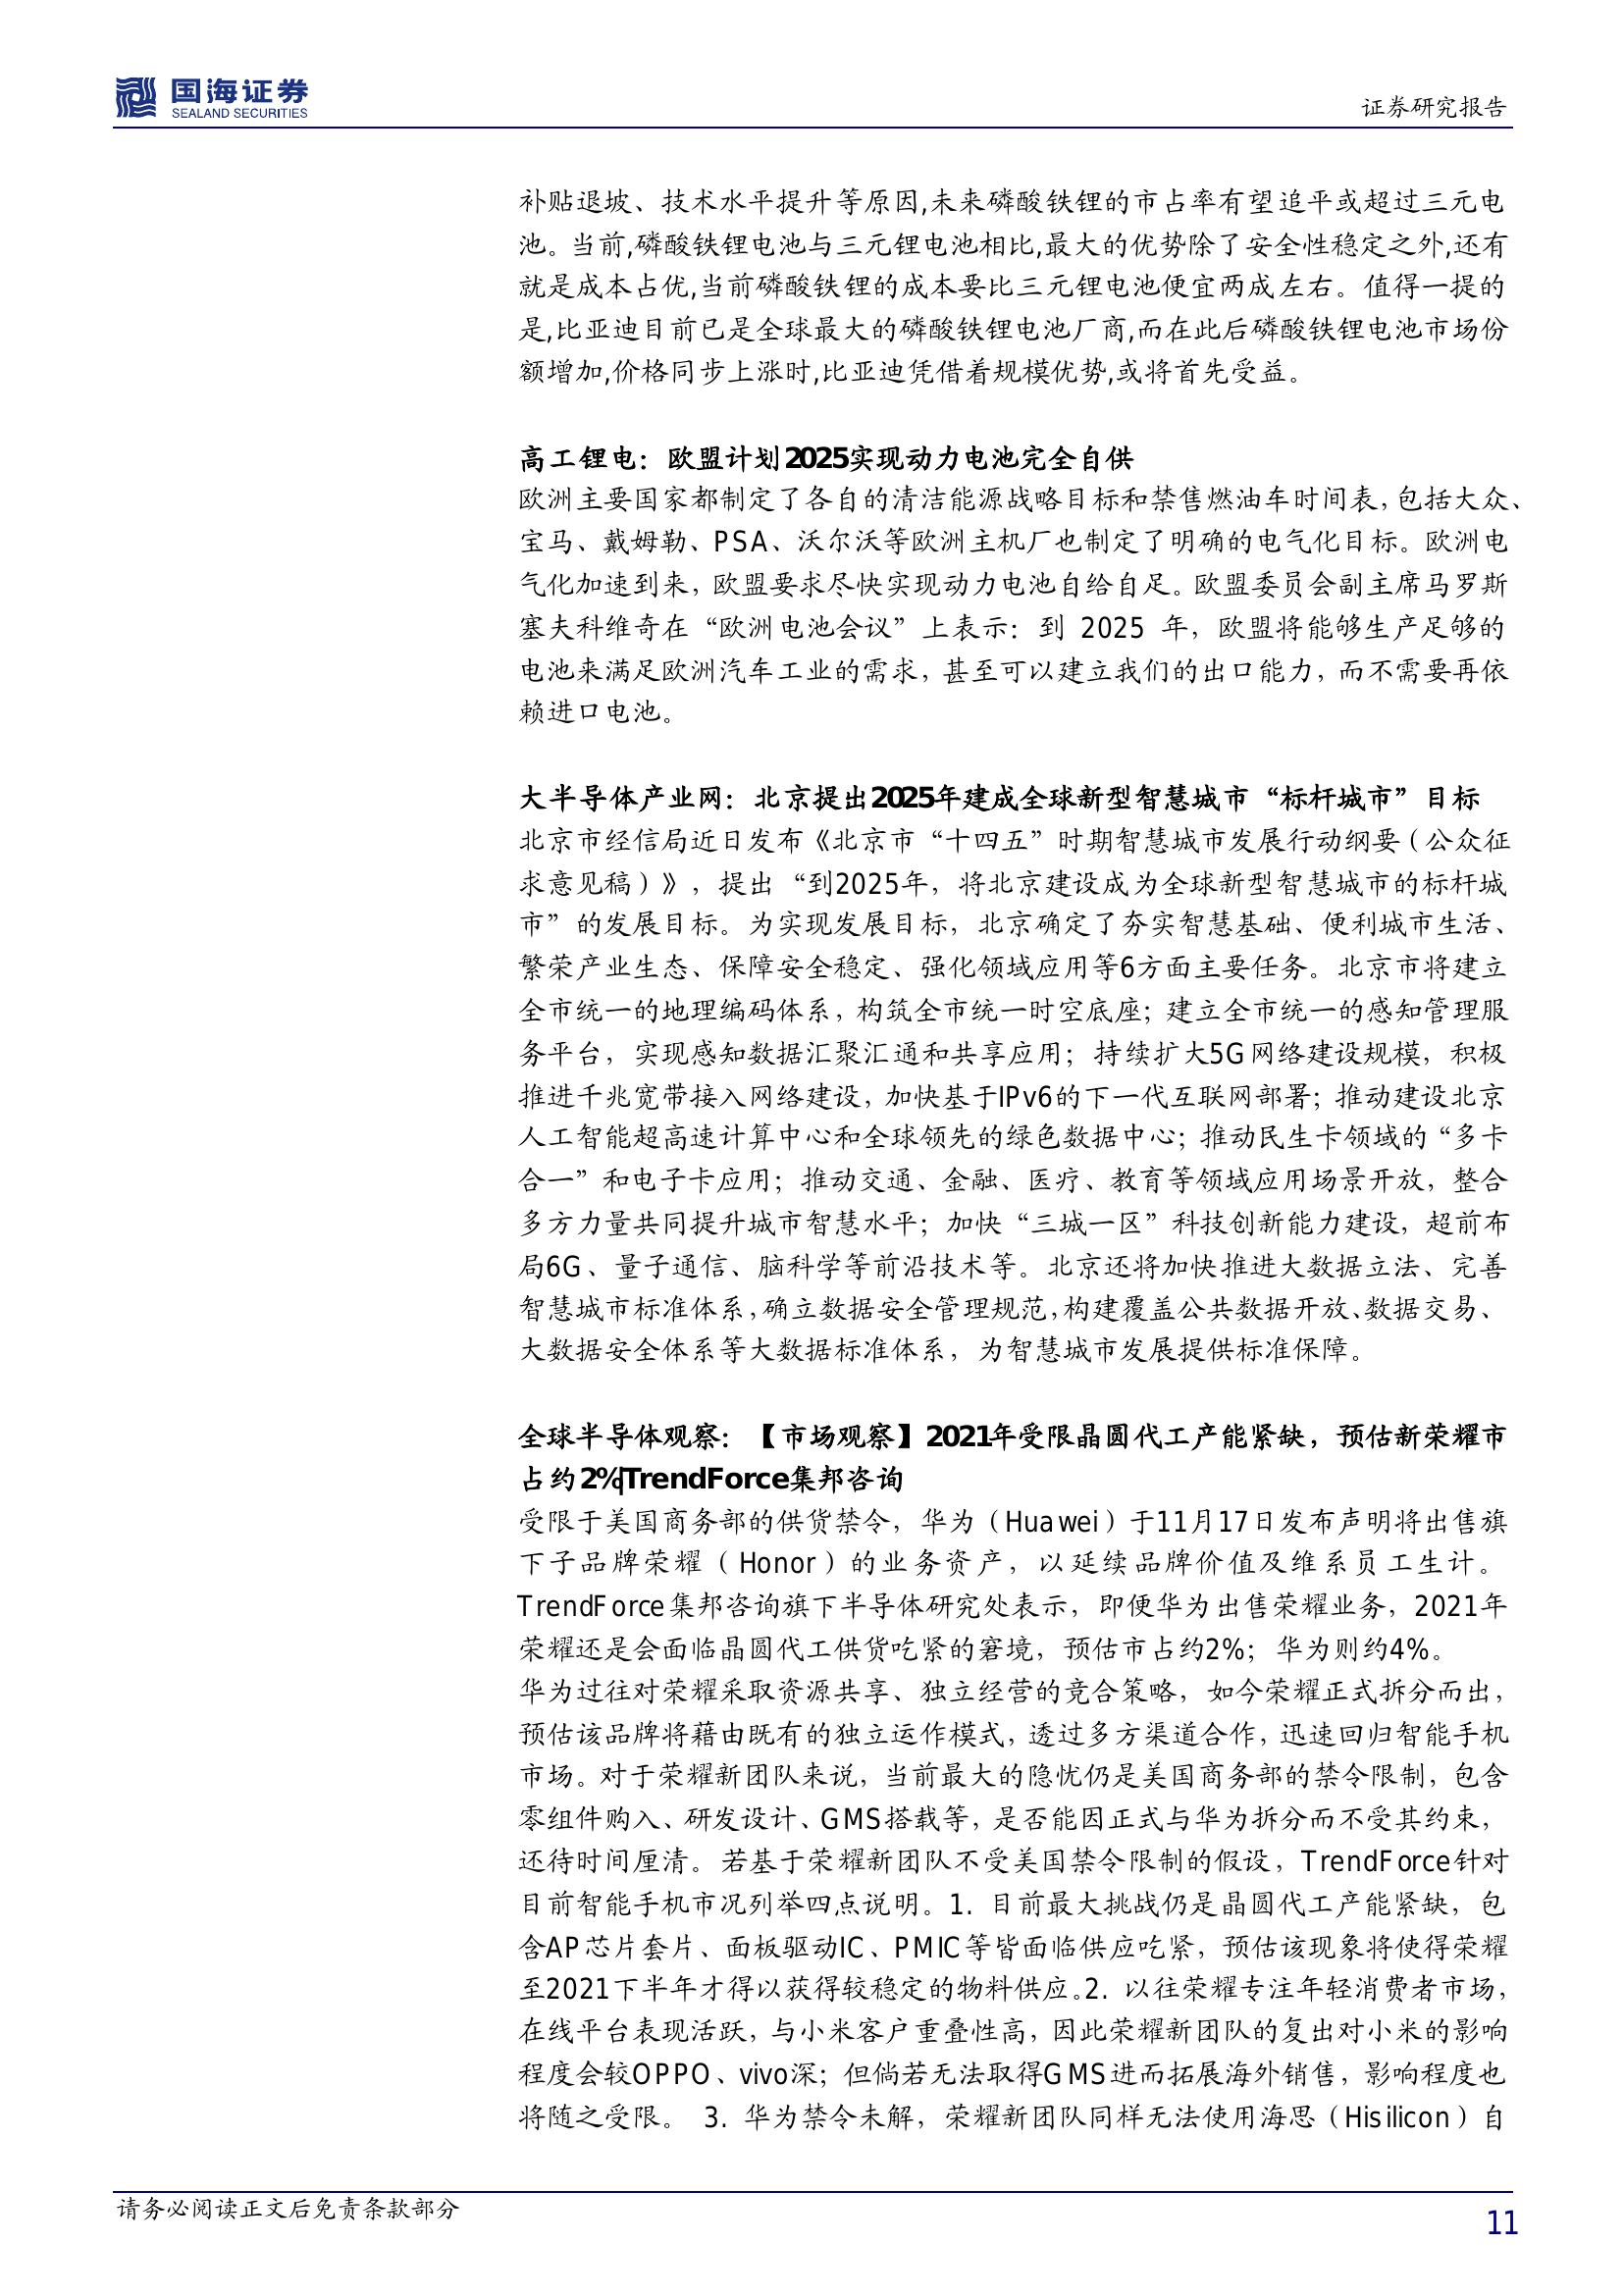 国海证券
SEALAND SECURITIES
证券研究报告
补贴退坡、技术水平提升等原因,未来磷酸铁锂的市占率有望追平或超过三元电
池。当前,磷酸铁锂电池与三元锂电池相比,最大的优势除了安全性稳定之外,还有
就是成本占优,当前磷酸铁锂的成本要比三元锂电池便宜两成左右。值得一提的
是,比亚迪目前已是全球最大的磷酸铁锂电池厂商,而在此后磷酸铁锂电池市场份
额增加,价格同步上涨时,比亚迪凭借着规模优势,或将首先受益。
高工锂电：欧盟计划2025实现动力电池完全自供
欧洲主要国家都制定了各自的清洁能源战略目标和禁售燃油车时间表，包括大众、
宝马、戴姆勒、PSA、沃尔沃等欧洲主机厂也制定了明确的电气化目标。欧洲电
气化加速到来，欧盟要求尽快实现动力电池自给自足。欧盟委员会副主席马罗斯
塞夫科维奇在“欧洲电池会议”上表示：到 2025 年，欧盟将能够生产足够的
电池来满足欧洲汽车工业的需求，甚至可以建立我们的出口能力，而不需要再依
赖进口电池。
大半导体产业网：北京提出2025年建成全球新型智慧城市“标杆城市”目标
北京市经信局近日发布《北京市“十四五”时期智慧城市发展行动纲要（公众征
求意见稿）》，提出“到2025年，将北京建设成为全球新型智慧城市的标杆城
市”的发展目标。为实现发展目标，北京确定了夯实智慧基础、便利城市生活、
繁荣产业生态、保障安全稳定、强化领域应用等6方面主要任务。北京市将建立
全市统一的地理编码体系，构筑全市统一时空底座；建立全市统一的感知管理服
务平台，实现感知数据汇聚汇通和共享应用；持续扩大5G网络建设规模，积极
推进千兆宽带接入网络建设，加快基于IPv6的下一代互联网部署；推动建设北京
人工智能超高速计算中心和全球领先的绿色数据中心；推动民生卡领域的“多卡
合一”和电子卡应用；推动交通、金融、医疗、教育等领域应用场景开放，整合
多方力量共同提升城市智慧水平；加快“三城一区”科技创新能力建设，超前布
局6G、量子通信、脑科学等前沿技术等。北京还将加快推进大数据立法、完善
智慧城市标准体系，确立数据安全管理规范，构建覆盖公共数据开放、数据交易、
大数据安全体系等大数据标准体系，为智慧城市发展提供标准保障。
全球半导体观察：【市场观察】2021年受限晶圆代工产能紧缺，预估新荣耀市
占约2%|TrendForce集邦咨询
受限于美国商务部的供货禁令，华为（Huawei）于11月17日发布声明将出售旗
下子品牌荣耀（Honor）的业务资产，以延续品牌价值及维系员工生计。
TrendForce集邦咨询旗下半导体研究处表示，即便华为出售荣耀业务，2021年
荣耀还是会面临晶圆代工供货吃紧的窘境，预估市占约2%；华为则约4%。
华为过往对荣耀采取资源共享、独立经营的竞合策略，如今荣耀正式拆分而出，
预估该品牌将藉由既有的独立运作模式，透过多方渠道合作，迅速回归智能手机
市场。对于荣耀新团队来说，当前最大的隐忧仍是美国商务部的禁令限制，包含
零组件购入、研发设计、GMS搭载等，是否能因正式与华为拆分而不受其约束，
还待时间厘清。若基于荣耀新团队不受美国禁令限制的假设，TrendForce针对
目前智能手机市况列举四点说明。1. 目前最大挑战仍是晶圆代工产能紧缺，包
含AP芯片套片、面板驱动IC、PMIC等皆面临供应吃紧，预估该现象将使得荣耀
至2021下半年才得以获得较稳定的物料供应。2. 以往荣耀专注年轻消费者市场，
在线平台表现活跃，与小米客户重叠性高，因此荣耀新团队的复出对小米的影响
程度会较OPPO、vivo深；但倘若无法取得GMS进而拓展海外销售，影响程度也
将随之受限。 3. 华为禁令未解，荣耀新团队同样无法使用海思（Hisilicon）自
请务必阅读正文后免责条款部分
11